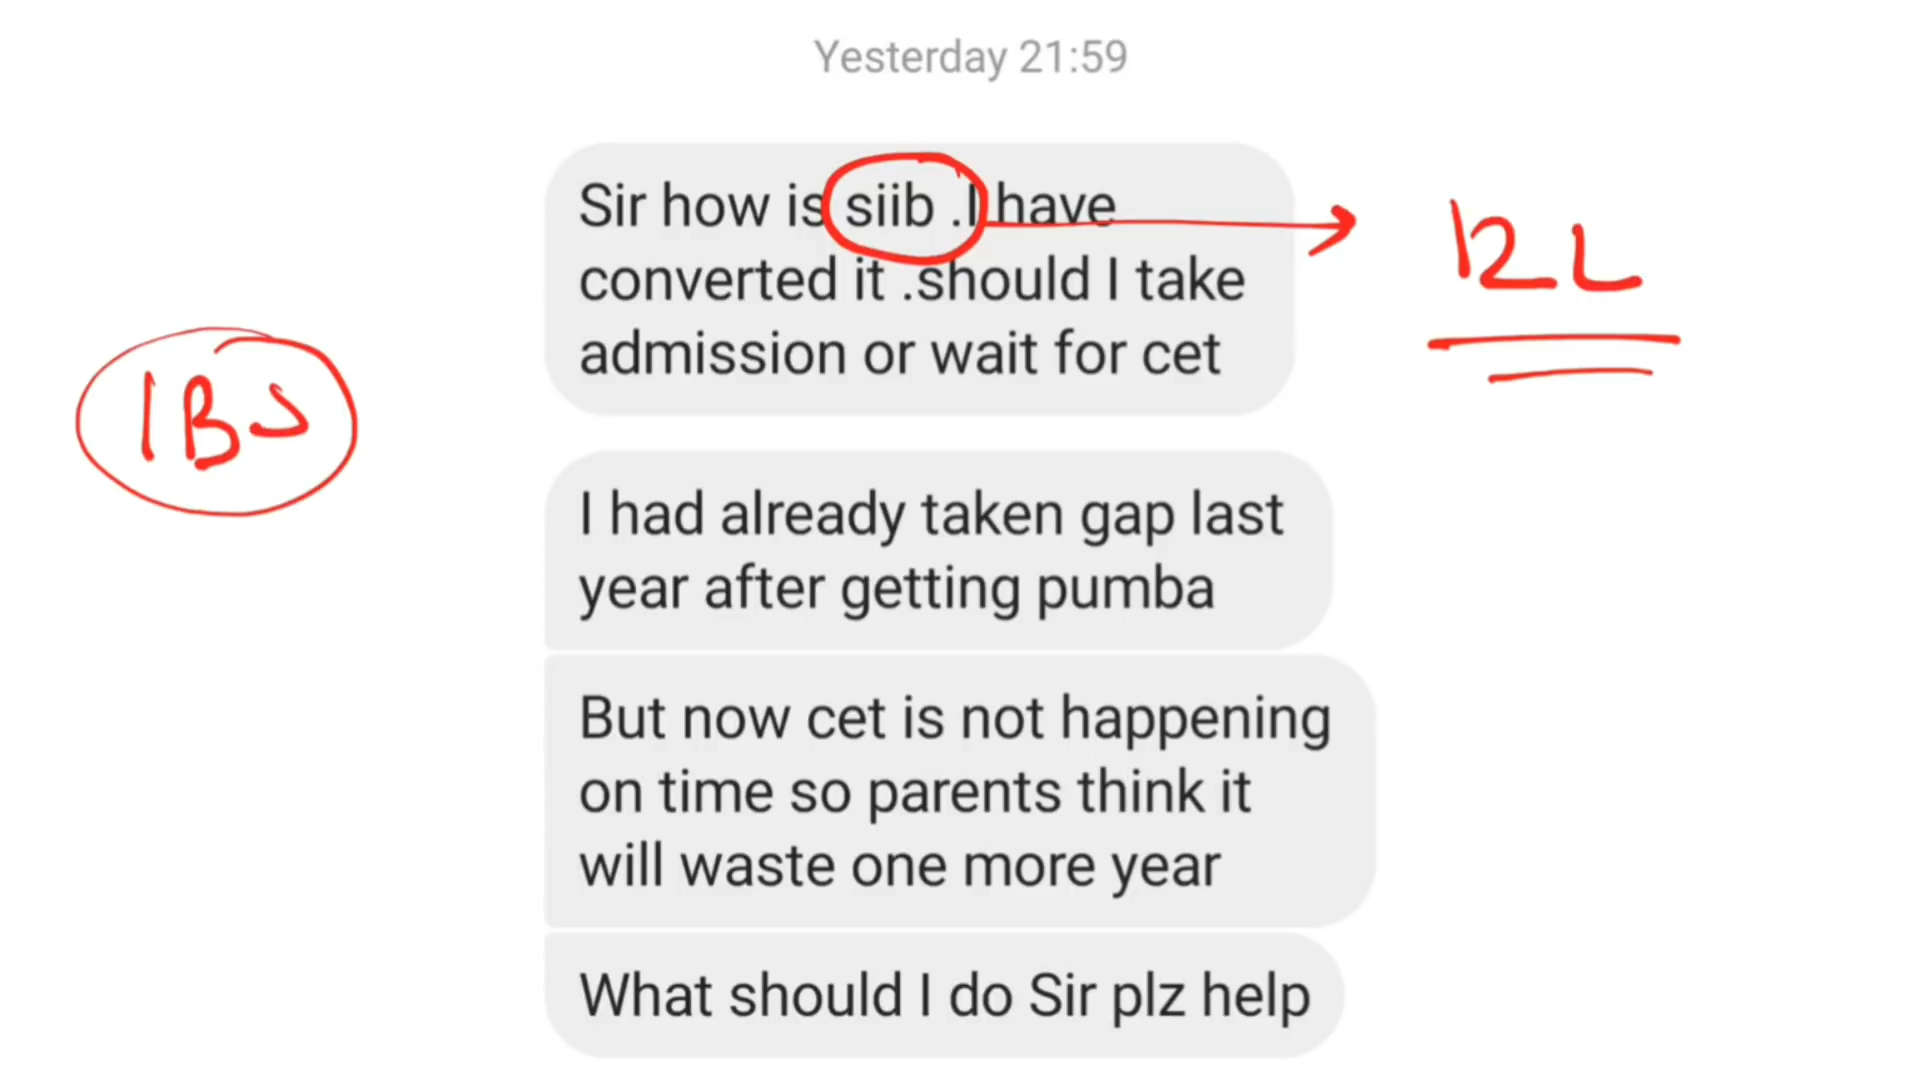 Yesterday 21:59
Sir how is siib .I have
converted it .should I take
admission or wait for cet
12L
IBS
I had already taken gap last
year after getting pumba
But now cet is not happening
on time so parents think it
will waste one more year
What should I do Sir plz help